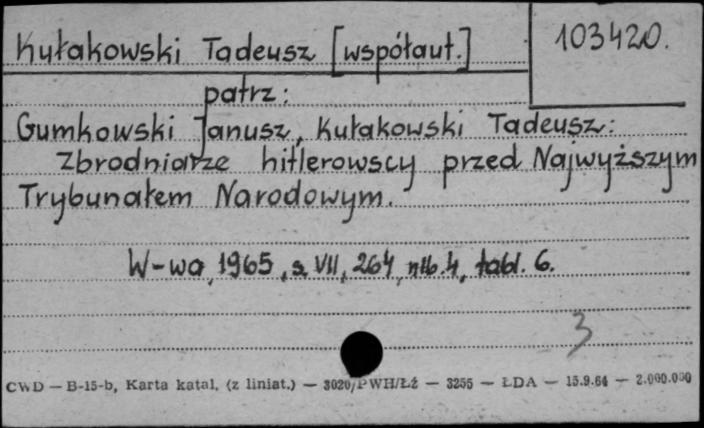 Kułakowski Tadeusz [współaut.]
103420.
patrz:
Gumkowski Janusz, Kułakowski Tadeusz:
Zbrodniarze hitlerowscy przed Najwyższym
Trybunałem Narodowym.
W-wa, 1965, s. VII, 264, nlb. 4, tabl. 6.
3
CWD — B-15-b, Karta katal. (z liniat.) — 3020/PWH/Łź — 3255 — ŁDA — 15.9.64 — 2.000.000